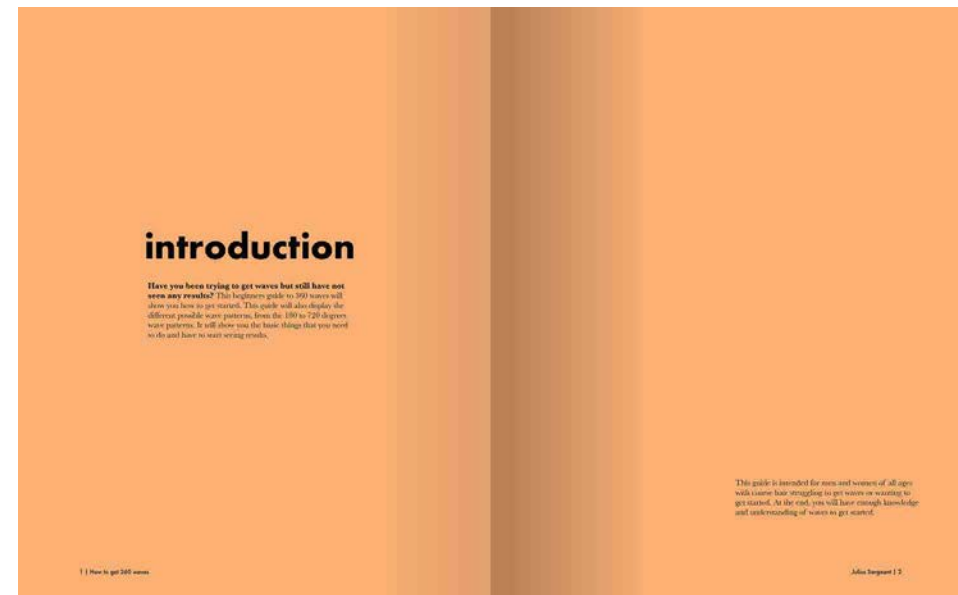 introduction
Have you been trying to get waves but still have not
seen any results? This beginners guide to 360 waves will
show you how to get started. This guide will also display the
different possible wave patterns, from the 180 to 720 degrees
wave patterns. It will show you the basic things that you need
to do and have to start seeing results.
This guide is intended for men and women of all ages
with coarse hair struggling to get waves or wanting to
get started. At the end, you will have enough knowledge
and understanding of waves to get started.
1 | How to get 360 waves
Julius Sergeant | 2